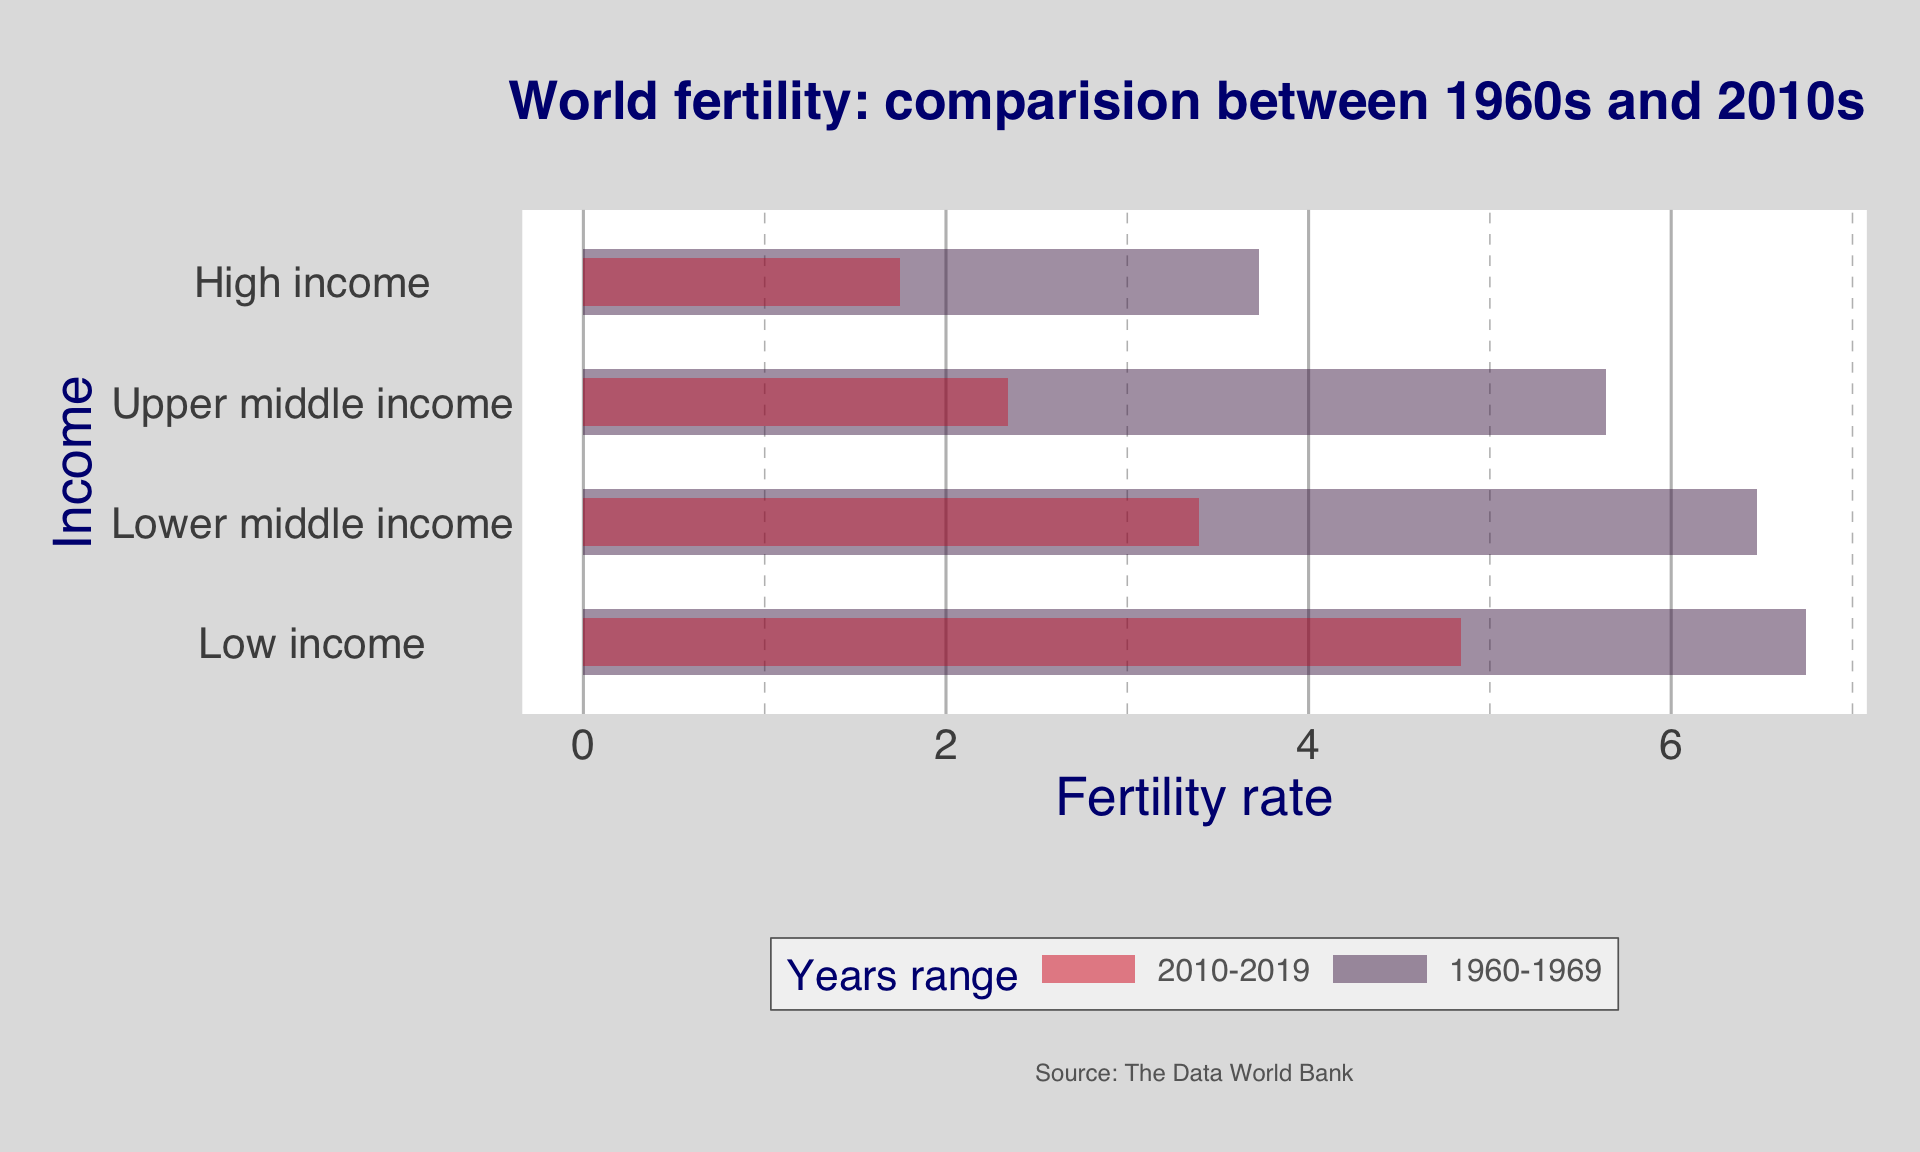 World fertility: comparision between 1960s and 2010s
High income
Upper middle income
Lower middle income
Low income
Income
0 2 4 6
Fertility rate
Years range 2010-2019 1960-1969
Source: The Data World Bank